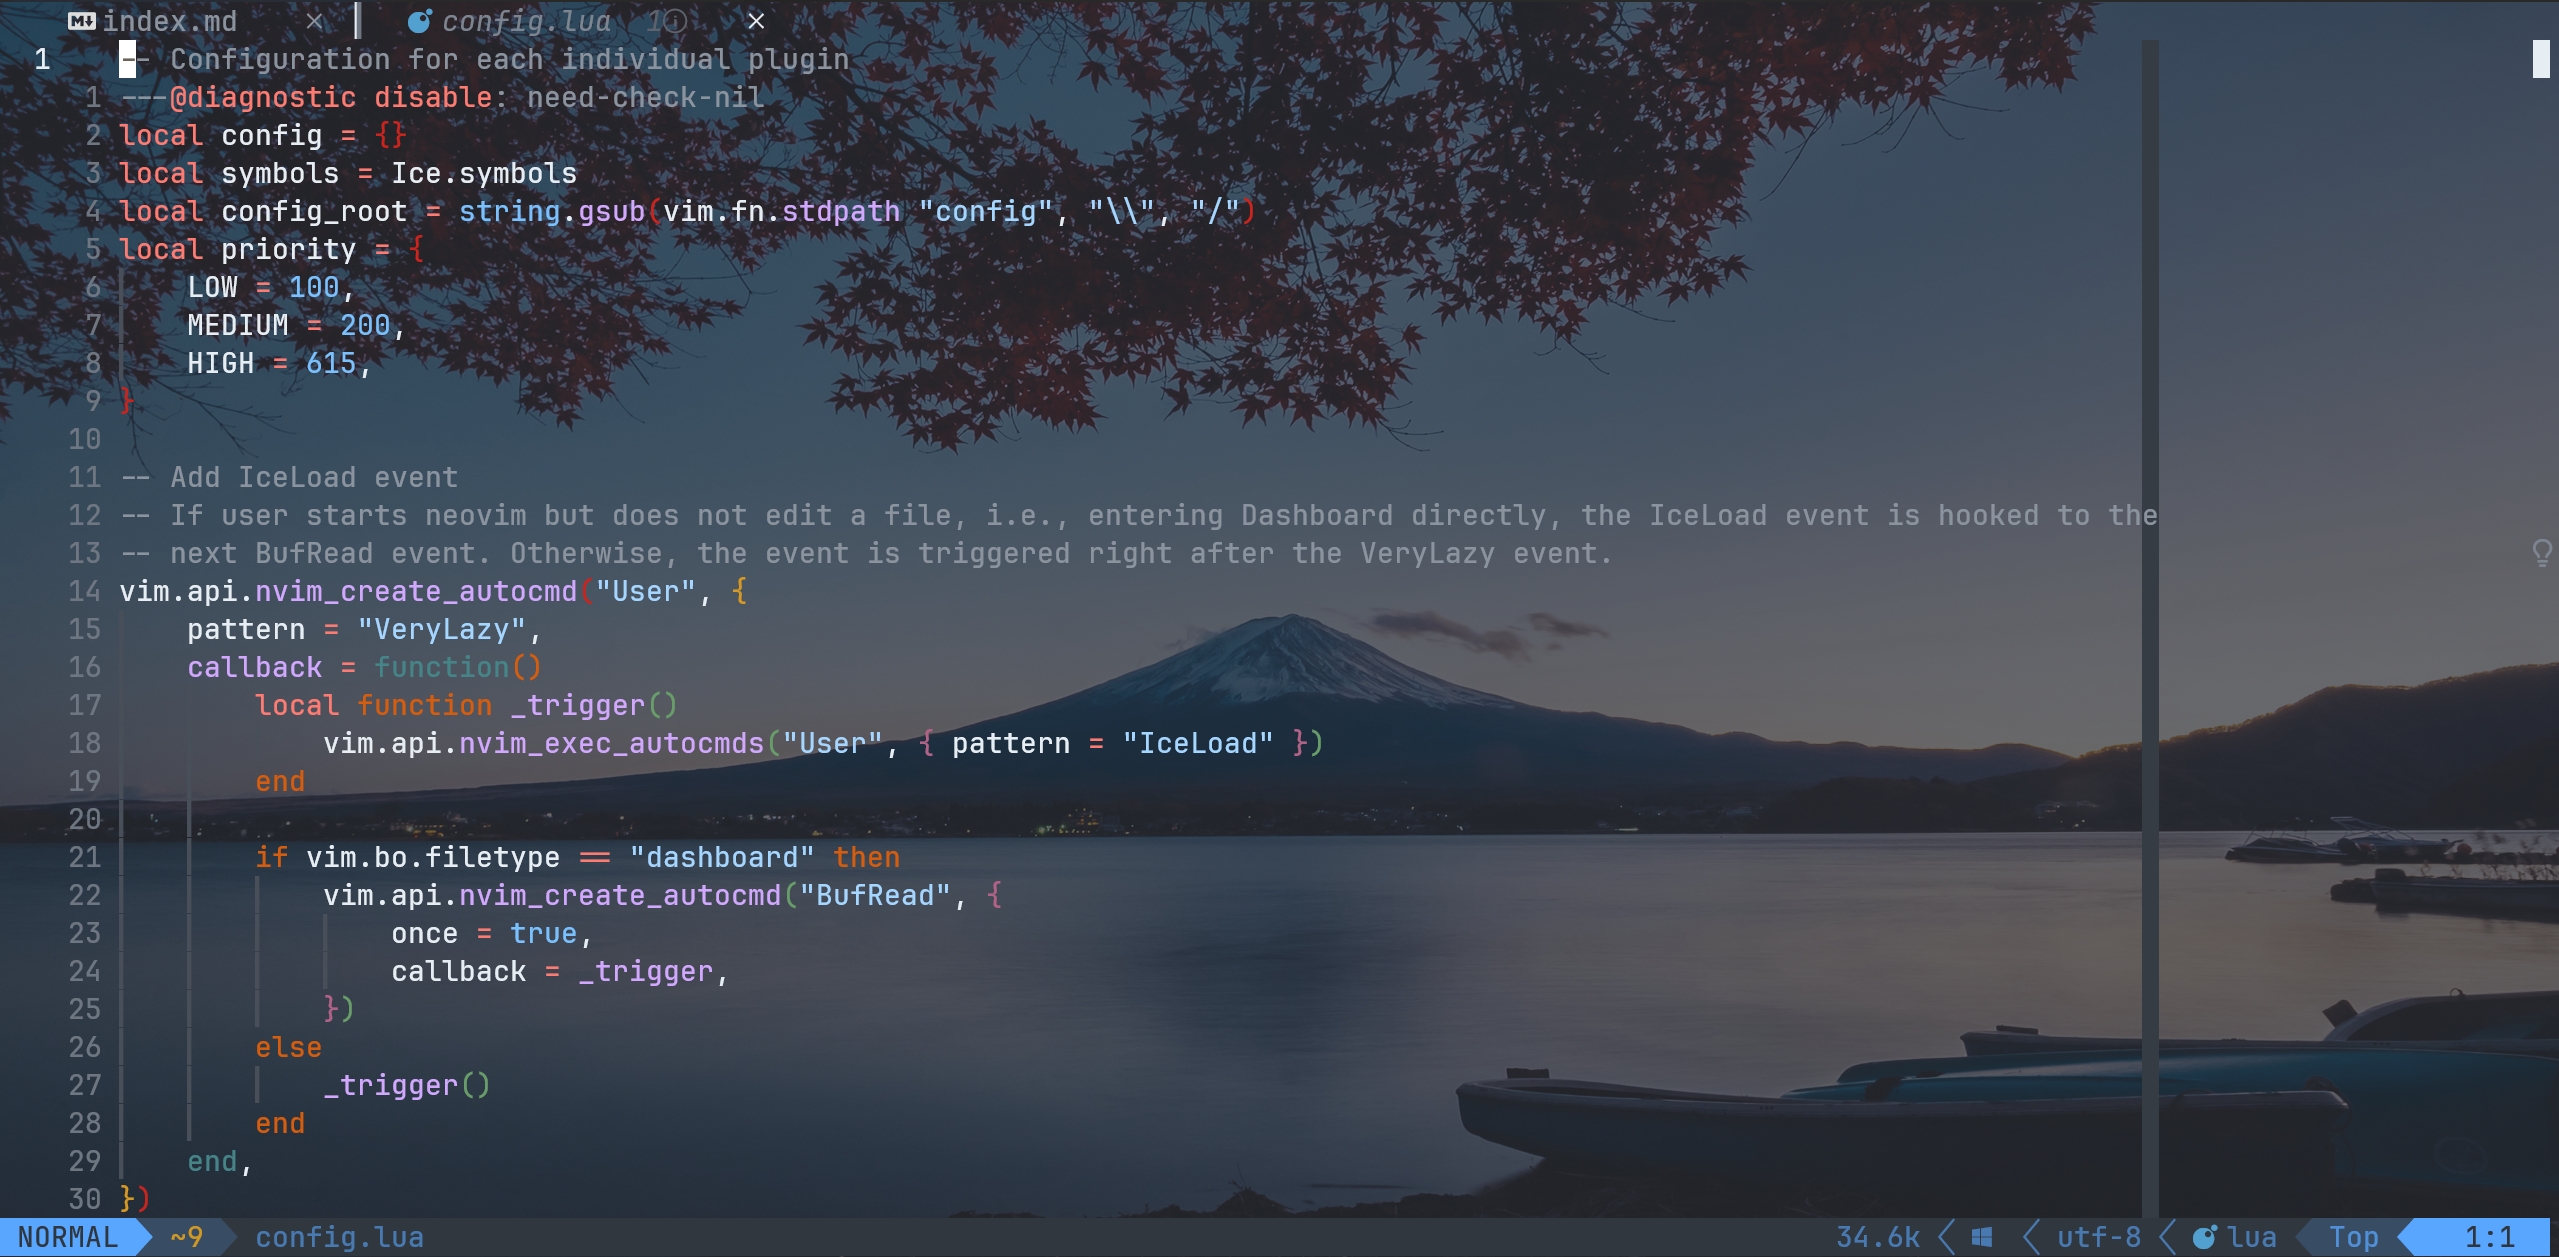 index.md × config.lua 1 ×
1 -- Configuration for each individual plugin
1 ---@diagnostic disable: need-check-nil
2 local config = {}
3 local symbols = Ice.symbols
4 local config_root = string.gsub(vim.fn.stdpath "config", "\\", "/")
5 local priority = {
6     LOW = 100,
7     MEDIUM = 200,
8     HIGH = 615,
9 }
10
11 -- Add IceLoad event
12 -- If user starts neovim but does not edit a file, i.e., entering Dashboard directly, the IceLoad event is hooked to the
13 -- next BufRead event. Otherwise, the event is triggered right after the VeryLazy event.
14 vim.api.nvim_create_autocmd("User", {
15     pattern = "VeryLazy",
16     callback = function()
17         local function _trigger()
18             vim.api.nvim_exec_autocmds("User", { pattern = "IceLoad" })
19         end
20
21         if vim.bo.filetype == "dashboard" then
22             vim.api.nvim_create_autocmd("BufRead", {
23                 once = true,
24                 callback = _trigger,
25             })
26         else
27             _trigger()
28         end
29     end,
30 })
NORMAL ~9 config.lua 34.6k utf-8 lua Top 1:1